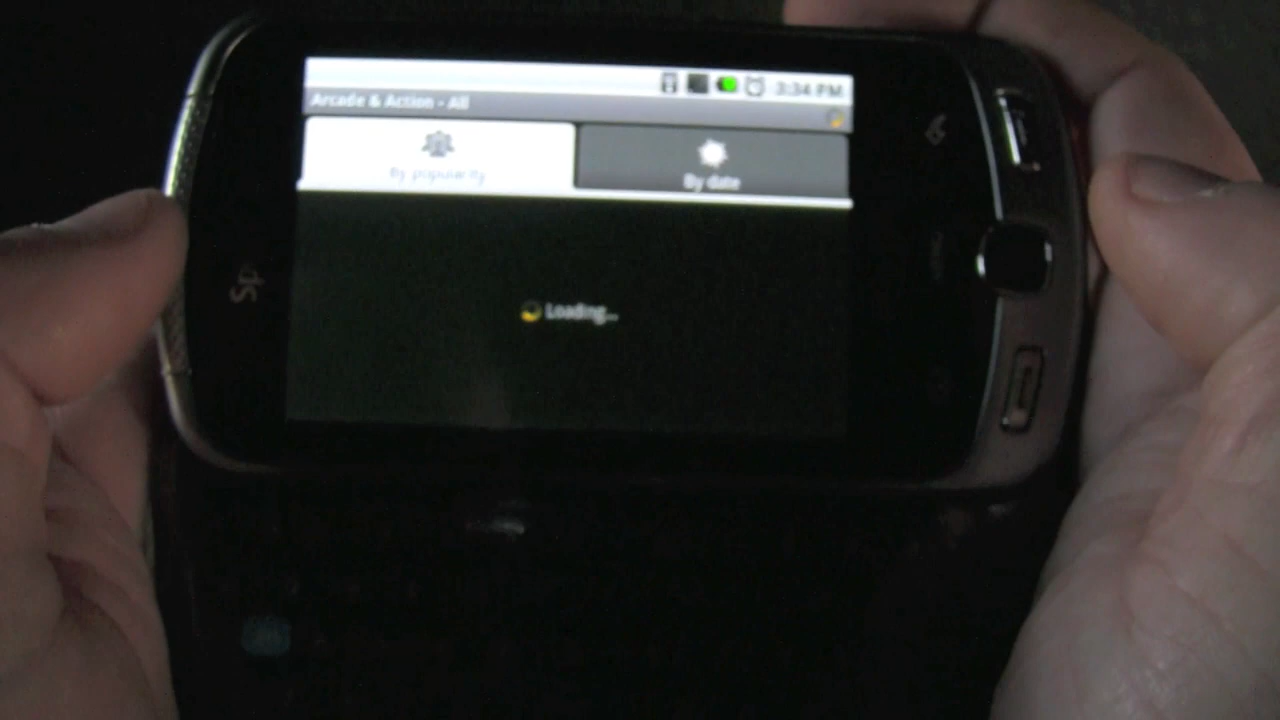 3:34 PM
Arcade & Action - All
By popularity
By date
Loading...